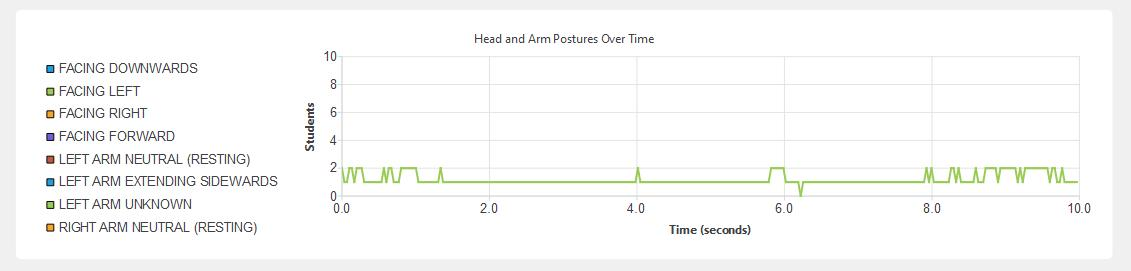 Head and Arm Postures Over Time
FACING DOWNWARDS
FACING LEFT
FACING RIGHT
FACING FORWARD
LEFT ARM NEUTRAL (RESTING)
LEFT ARM EXTENDING SIDEWARDS
LEFT ARM UNKNOWN
RIGHT ARM NEUTRAL (RESTING)
Students
10
8
6
4
2
0
0.0 2.0 4.0 6.0 8.0 10.0
Time (seconds)